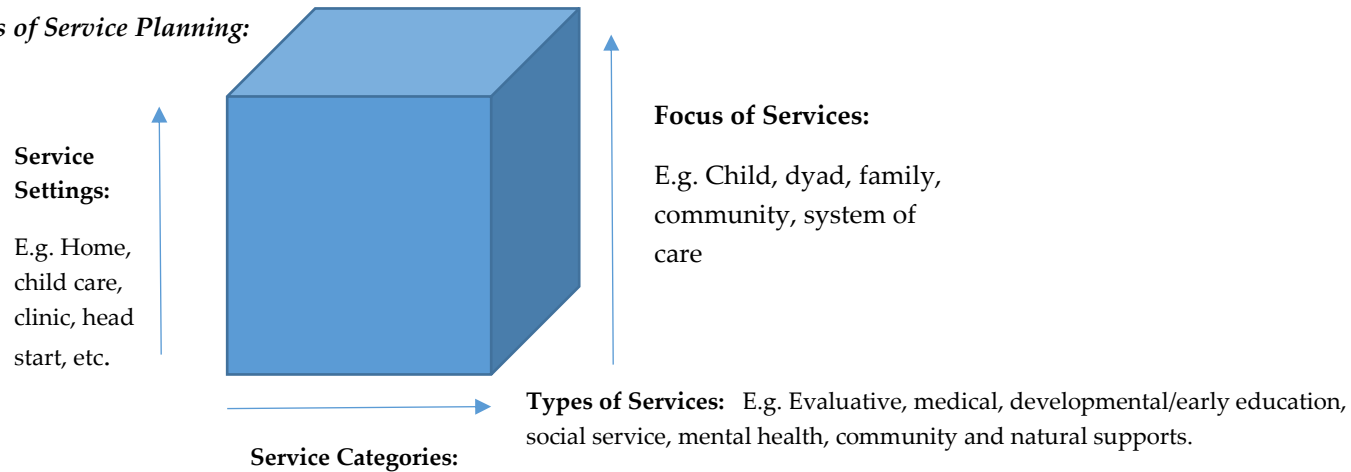 of Service Planning:
Service
Settings:
E.g. Home,
child care,
clinic, head
start, etc.
Focus of Services:
E.g. Child, dyad, family,
community, system of
care
Types of Services: E.g. Evaluative, medical, developmental/early education,
social service, mental health, community and natural supports.
Service Categories: